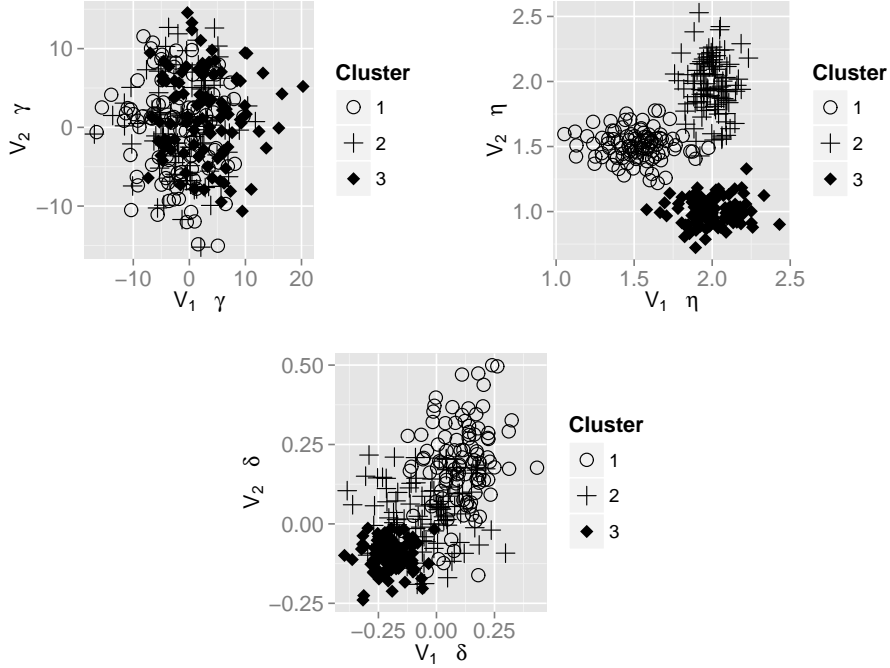 10
0
−10
V₂ γ
−10 0 10 20
V₁ γ
Cluster
1
2
3
2.5
2.0
1.5
1.0
V₂ η
1.0 1.5 2.0 2.5
V₁ η
Cluster
1
2
3
0.50
0.25
0.00
−0.25
V₂ δ
−0.25 0.00 0.25
V₁ δ
Cluster
1
2
3